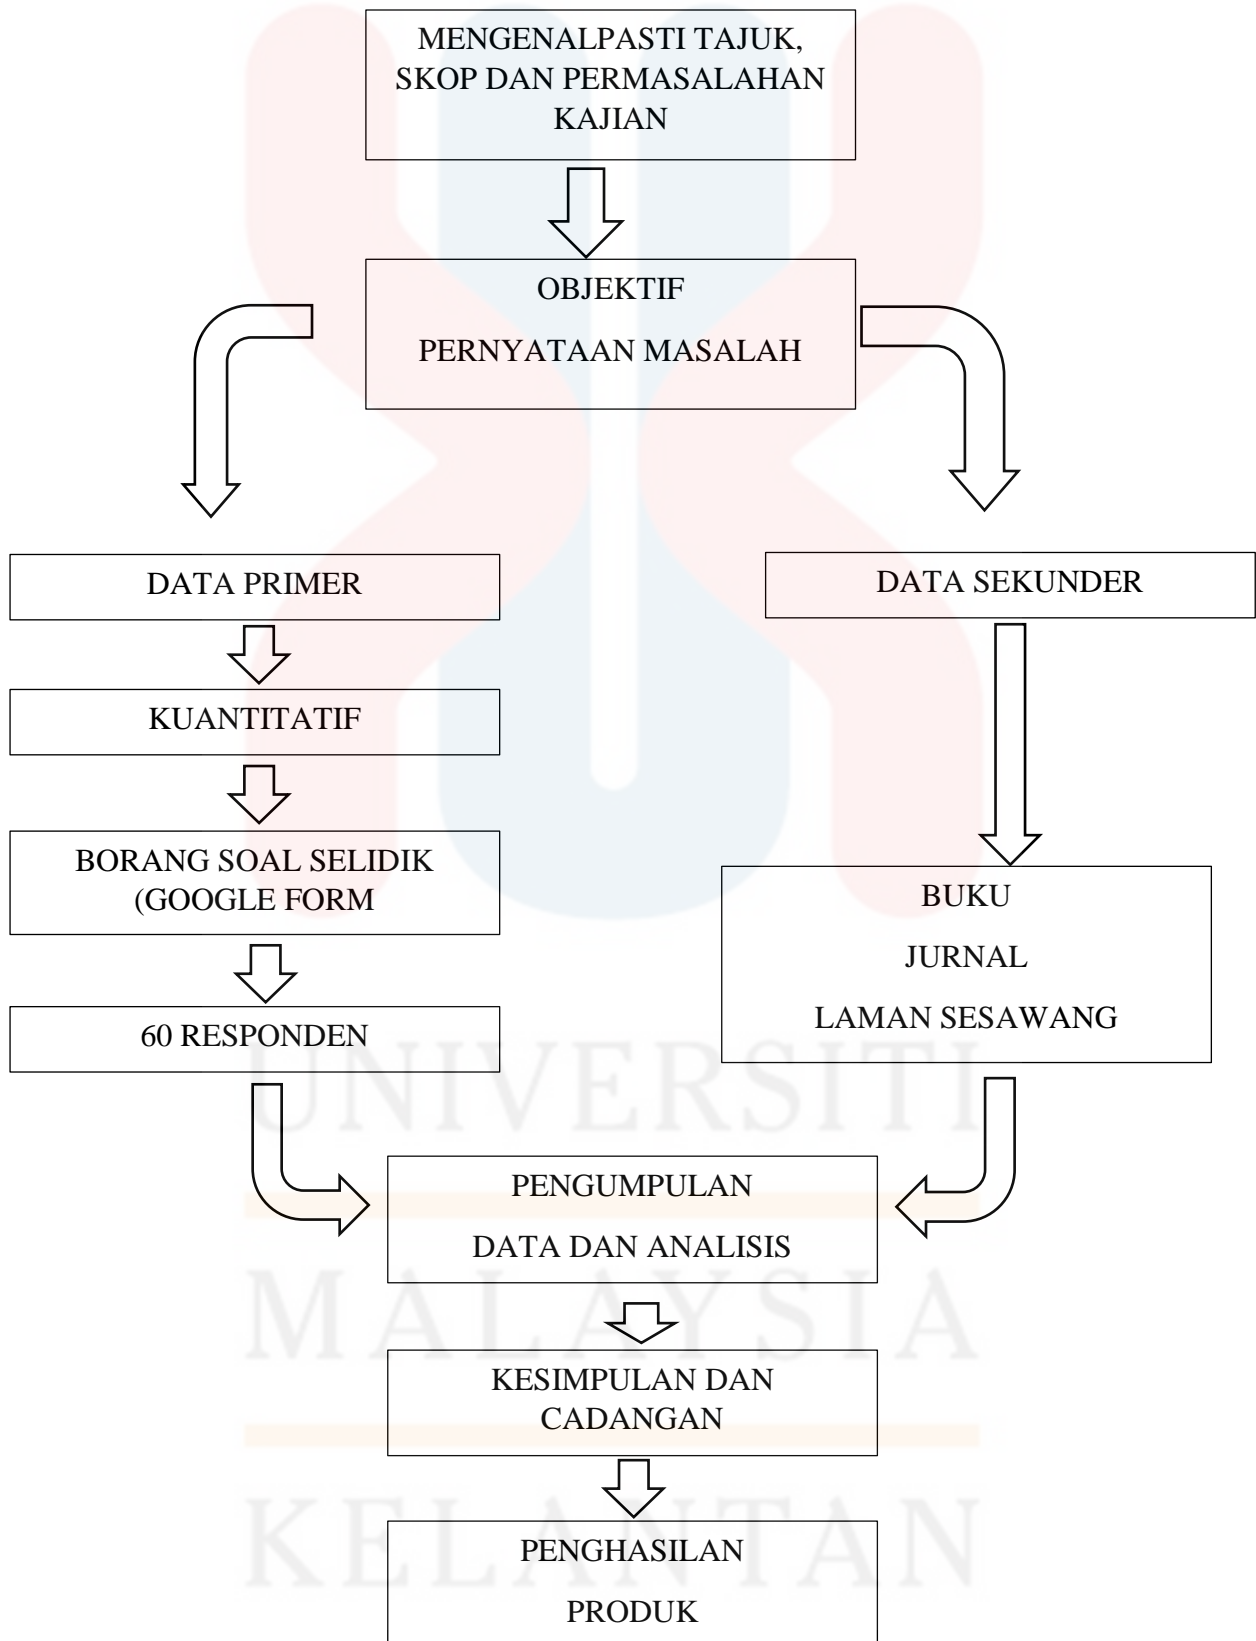 MENGENALPASTI TAJUK,
SKOP DAN PERMASALAHAN
KAJIAN
OBJEKTIF
PERNYATAAN MASALAH
DATA PRIMER
DATA SEKUNDER
KUANTITATIF
BORANG SOAL SELIDIK
(GOOGLE FORM
BUKU
JURNAL
LAMAN SESAWANG
60 RESPONDEN
UNIVERSITI
PENGUMPULAN
DATA DAN ANALISIS
MALAYSIA
KESIMPULAN DAN
CADANGAN
KELANTAN
PENGHASILAN
PRODUK